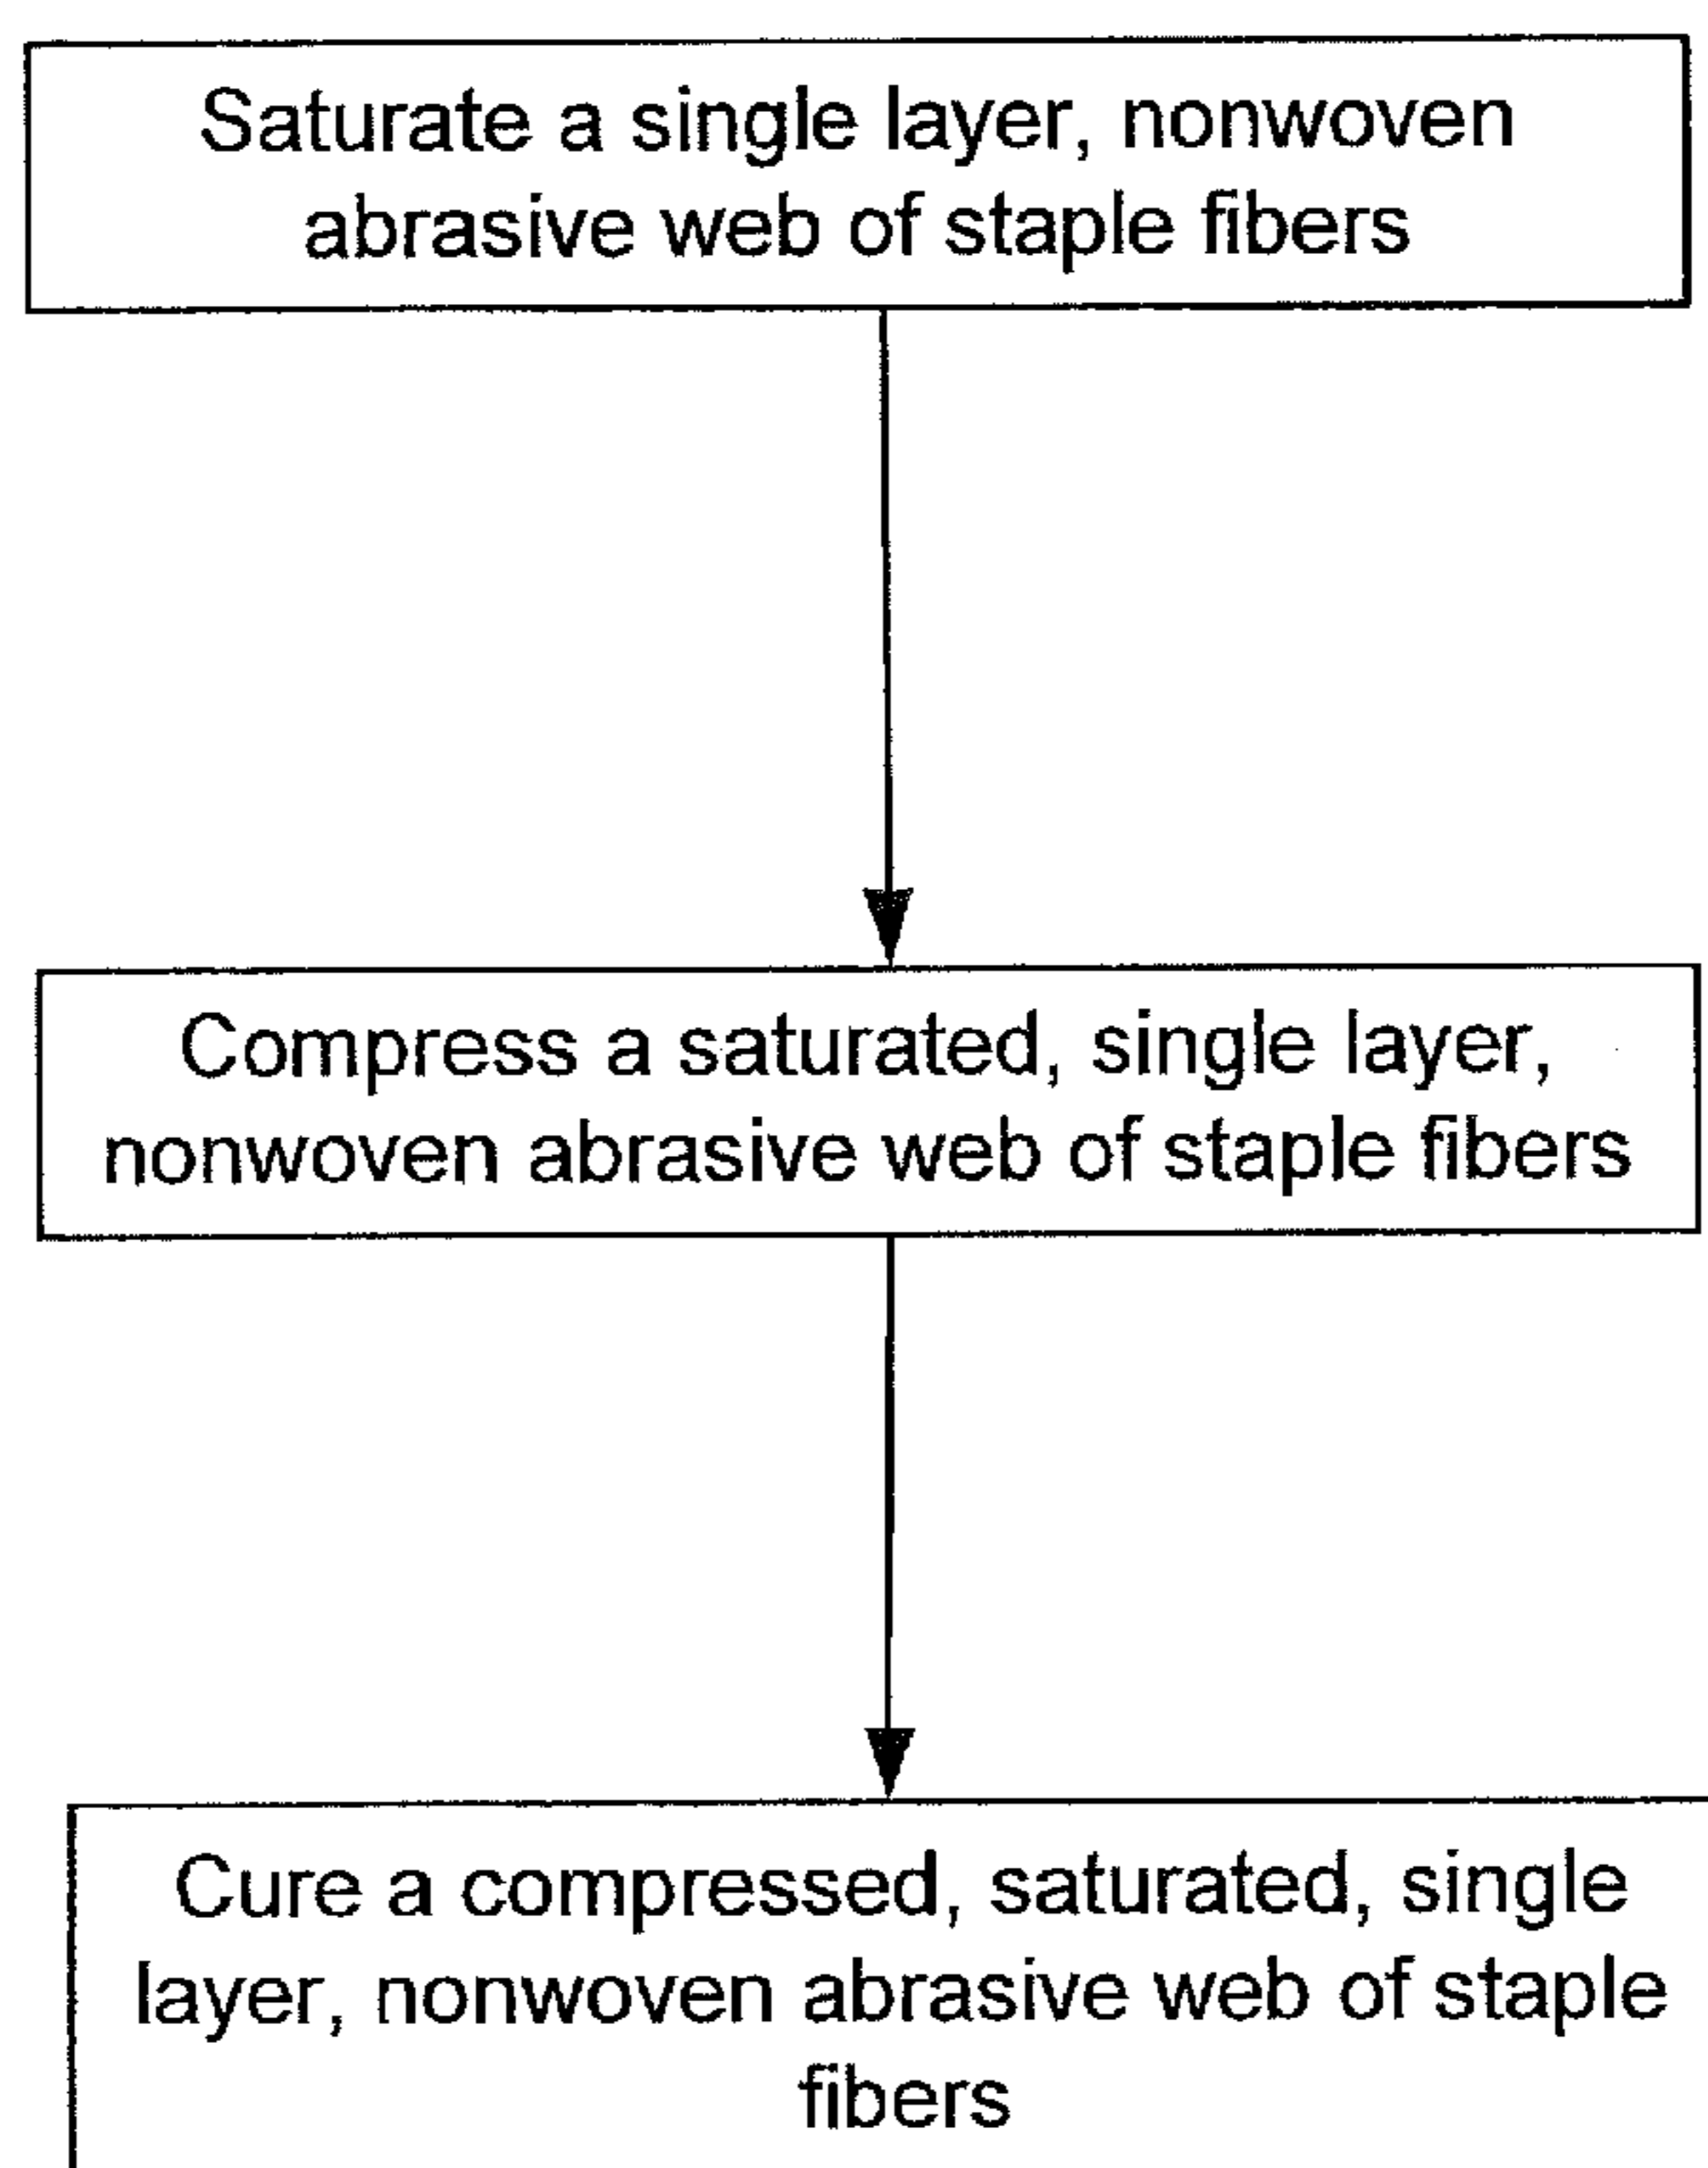 Saturate a single layer, nonwoven
abrasive web of staple fibers
Compress a saturated, single layer,
nonwoven abrasive web of staple fibers
Cure a compressed, saturated, single
layer, nonwoven abrasive web of staple
fibers